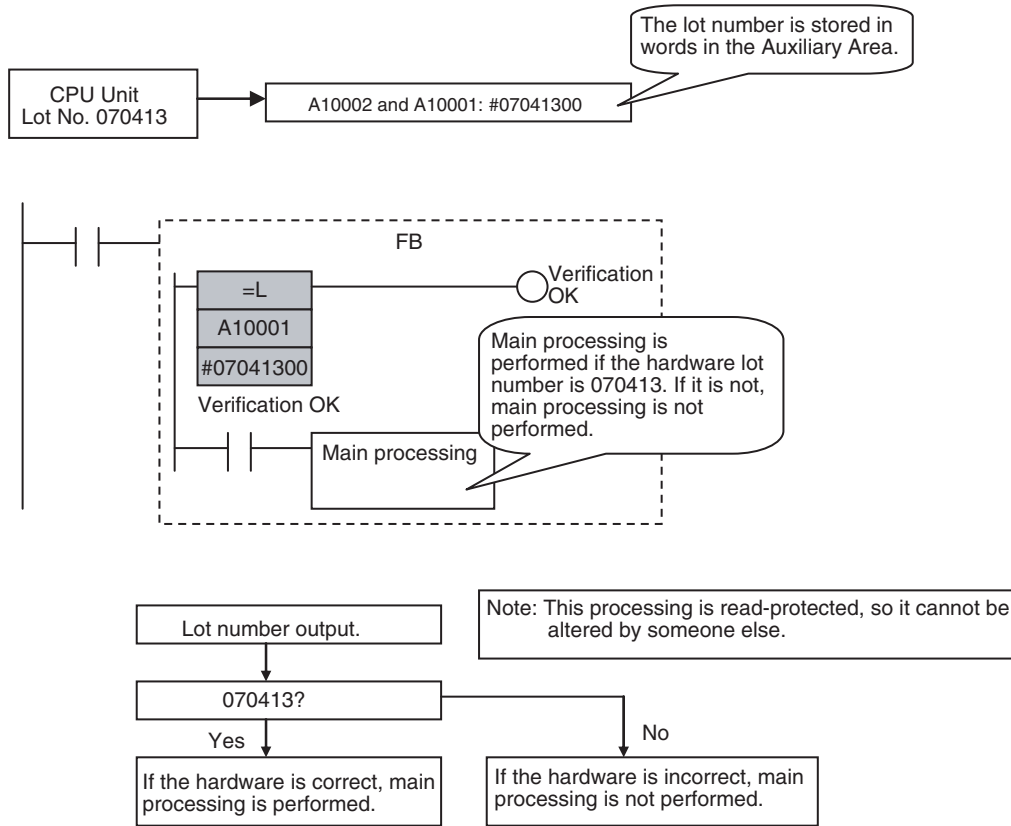 The lot number is stored in
words in the Auxiliary Area.
CPU Unit
Lot No. 070413
A10002 and A10001: #07041300
FB
=L
A10001
#07041300
Verification
OK
Main processing is
performed if the hardware lot
number is 070413. If it is not,
main processing is not
performed.
Verification OK
Main processing
Lot number output.
Note: This processing is read-protected, so it cannot be
altered by someone else.
070413?
Yes
No
If the hardware is correct, main
processing is performed.
If the hardware is incorrect, main
processing is not performed.